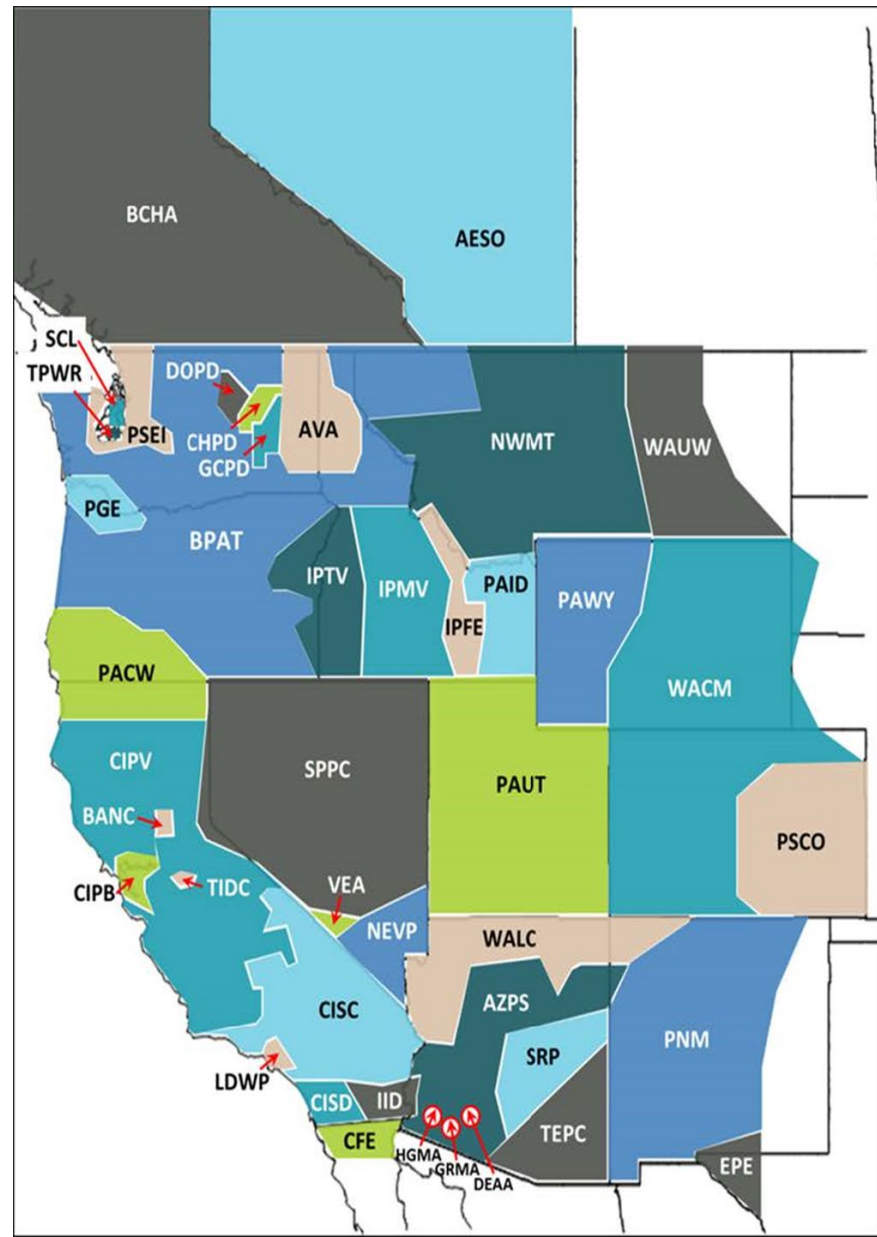 BCHA
AESO
SCL
TPWR
DOPD
PSEI
CHPD
GCPD
AVA
NWMT
WAUW
PGE
BPAT
IPTV
IPMV
IPFE
PAID
PAWY
PACW
WACM
CIPV
SPPC
PAUT
BANC
PSCO
CIPB
TIDC
VEA
NEVP
WALC
CISC
AZPS
SRP
PNM
LDWP
CISD
IID
TEPC
CFE
HGMA
GRMA
DEAA
EPE